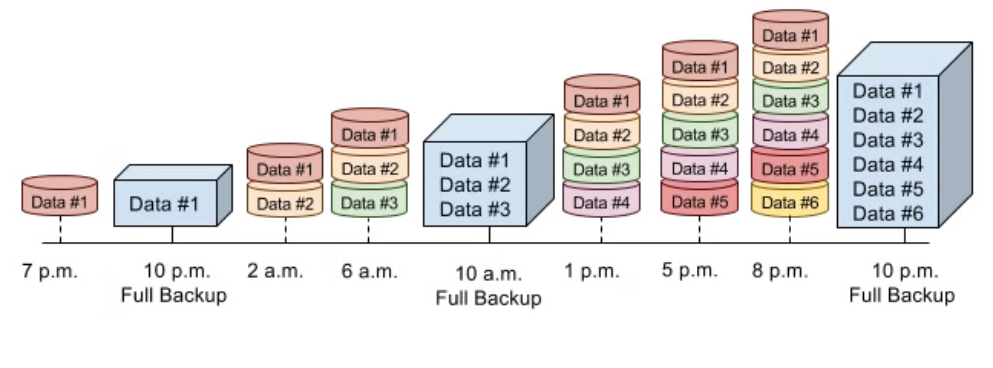 Data #1
Data #1
Data #1
Data #2
Data #1
Data #2
Data #3
Data #1
Data #2
Data #3
Data #1
Data #2
Data #3
Data #4
Data #1
Data #2
Data #3
Data #4
Data #5
Data #1
Data #2
Data #3
Data #4
Data #5
Data #6
Data #1
Data #2
Data #3
Data #4
Data #5
Data #6
7 p.m.
10 p.m.
Full Backup
2 a.m.
6 a.m.
10 a.m.
Full Backup
1 p.m.
5 p.m.
8 p.m.
10 p.m.
Full Backup